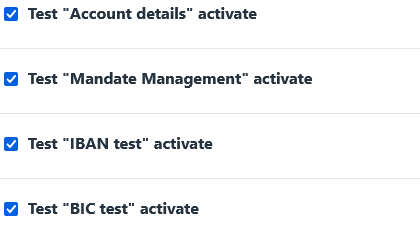 Test "Account details" activate
Test "Mandate Management" activate
Test "IBAN test" activate
Test "BIC test" activate